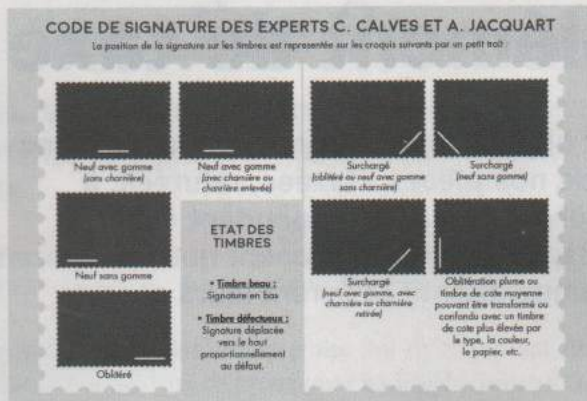 CODE DE SIGNATURE DES EXPERTS C. CALVES ET A. JACQUART
La position de la signature sur les timbres est représentée sur les croquis suivants par un petit trait :
Neuf avec gomme
(sans charnière)
Neuf avec gomme
(avec charnière ou
charnière enlevée)
Surchargé
(oblitéré ou neuf avec gomme
sans charnière)
Surchargé
(neuf sans gomme)
Neuf sans gomme
Oblitéré
ETAT DES
TIMBRES
• Timbre beau :
Signature en bas
• Timbre défectueux :
Signature déplacée
vers le haut
proportionnellement
au défaut.
Surchargé
(neuf avec gomme, avec
charnière ou charnière
retirée)
Oblitération plume ou
timbre de cote moyenne
pouvant être transformé ou
confondu avec un timbre
de cote plus élevée par
le type, la couleur,
le papier, etc.